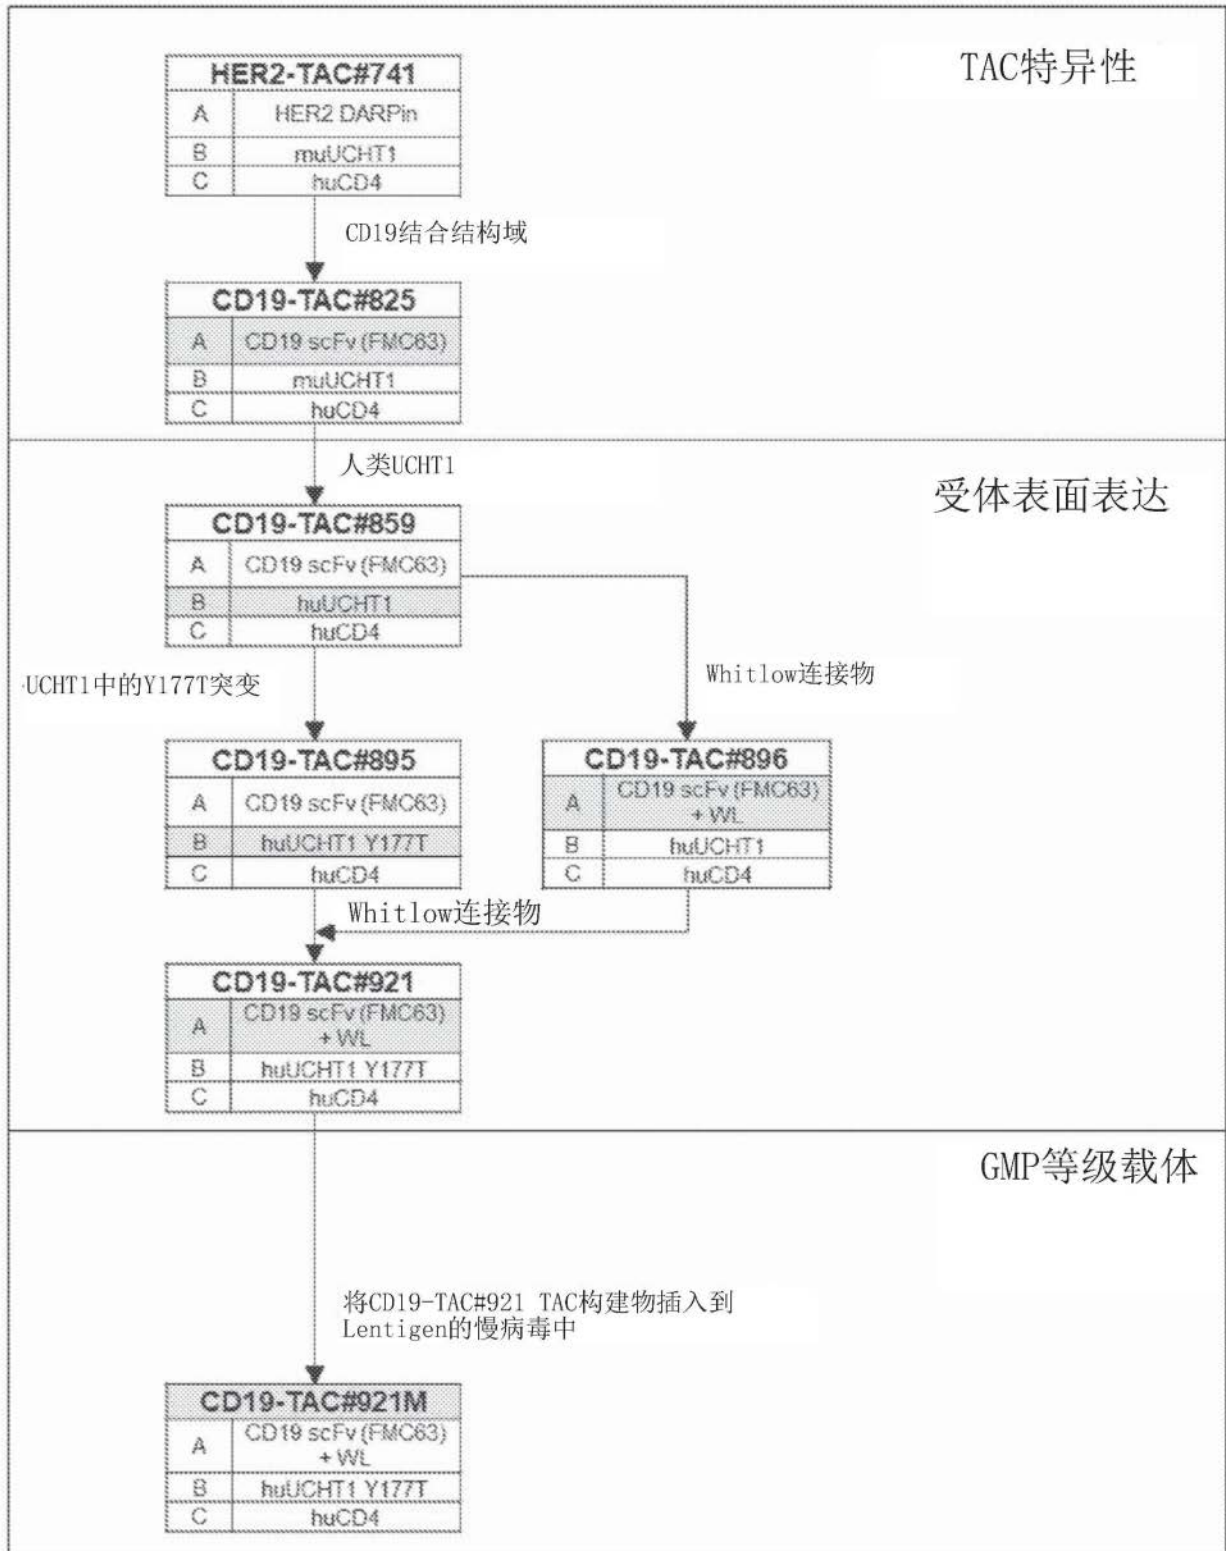 TAC特异性
HER2-TAC#741
A HER2 DARPin
B muUCHT1
C huCD4
CD19结合结构域
CD19-TAC#825
A CD19 scFv (FMC63)
B muUCHT1
C huCD4
人类UCHT1
受体表面表达
CD19-TAC#859
A CD19 scFv (FMC63)
B huUCHT1
C huCD4
UCHT1中的Y177T突变
Whitlow连接物
CD19-TAC#895
A CD19 scFv (FMC63)
B huUCHT1 Y177T
C huCD4
CD19-TAC#896
A CD19 scFv (FMC63)
+ WL
B huUCHT1
C huCD4
Whitlow连接物
CD19-TAC#921
A CD19 scFv (FMC63)
+ WL
B huUCHT1 Y177T
C huCD4
GMP等级载体
将CD19-TAC#921 TAC构建物插入到
Lentigen的慢病毒中
CD19-TAC#921M
A CD19 scFv (FMC63)
+ WL
B huUCHT1 Y177T
C huCD4